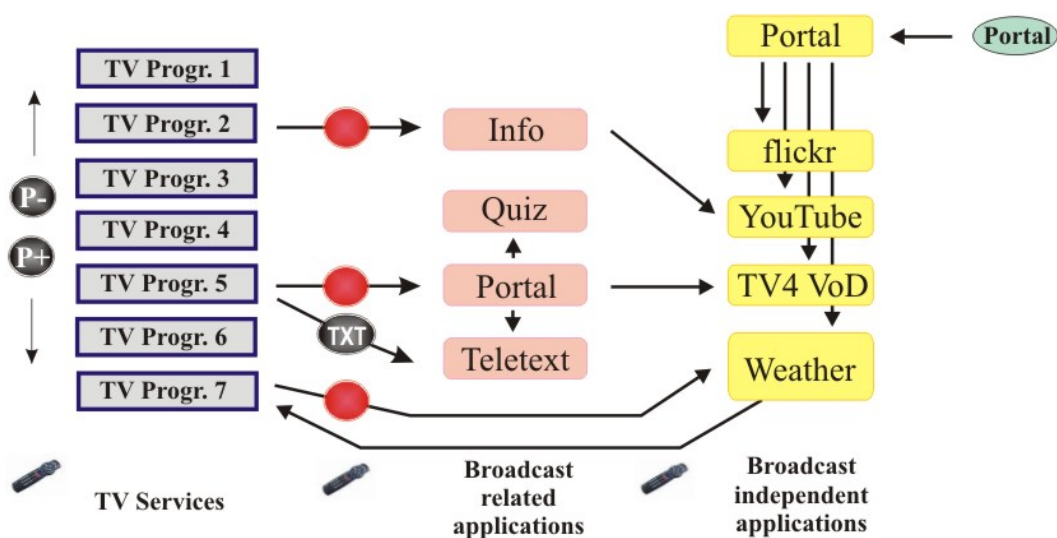 Portal
Portal
TV Progr. 1
TV Progr. 2
Info
flickr
TV Progr. 3
P-
Quiz
YouTube
TV Progr. 4
P+
TV Progr. 5
Portal
TV4 VoD
TV Progr. 6
TXT
Teletext
Weather
TV Progr. 7
TV Services
Broadcast
related
applications
Broadcast
independent
applications